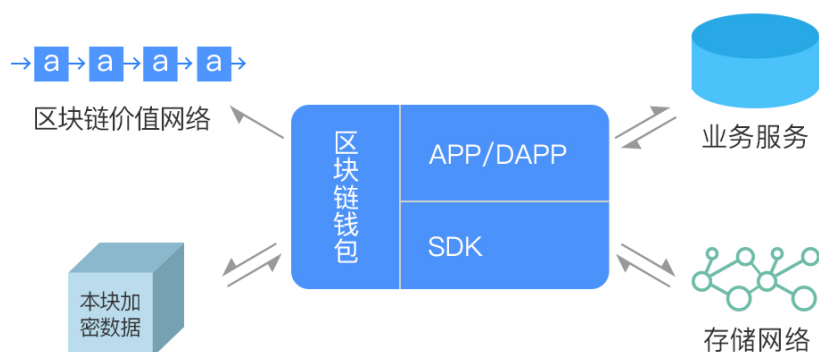 a a a a
区块链价值网络
业务服务
区块链钱包
APP/DAPP
SDK
本块加
密数据
存储网络